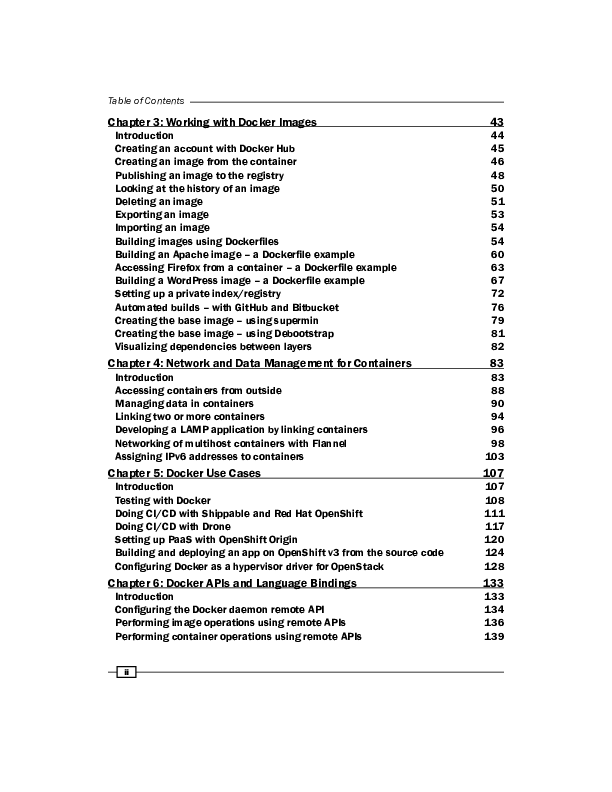 Table of Contents
Chapter 3: Working with Docker Images 43
Introduction 44
Creating an account with Docker Hub 45
Creating an image from the container 46
Publishing an image to the registry 48
Looking at the history of an image 50
Deleting an image 51
Exporting an image 53
Importing an image 54
Building images using Dockerfiles 54
Building an Apache image – a Dockerfile example 60
Accessing Firefox from a container – a Dockerfile example 63
Building a WordPress image – a Dockerfile example 67
Setting up a private index/registry 72
Automated builds – with GitHub and Bitbucket 76
Creating the base image – using supermin 79
Creating the base image – using Debootstrap 81
Visualizing dependencies between layers 82
Chapter 4: Network and Data Management for Containers 83
Introduction 83
Accessing containers from outside 88
Managing data in containers 90
Linking two or more containers 94
Developing a LAMP application by linking containers 96
Networking of multihost containers with Flannel 98
Assigning IPv6 addresses to containers 103
Chapter 5: Docker Use Cases 107
Introduction 107
Testing with Docker 108
Doing CI/CD with Shippable and Red Hat OpenShift 111
Doing CI/CD with Drone 117
Setting up PaaS with OpenShift Origin 120
Building and deploying an app on OpenShift v3 from the source code 124
Configuring Docker as a hypervisor driver for OpenStack 128
Chapter 6: Docker APIs and Language Bindings 133
Introduction 133
Configuring the Docker daemon remote API 134
Performing image operations using remote APIs 136
Performing container operations using remote APIs 139
ii